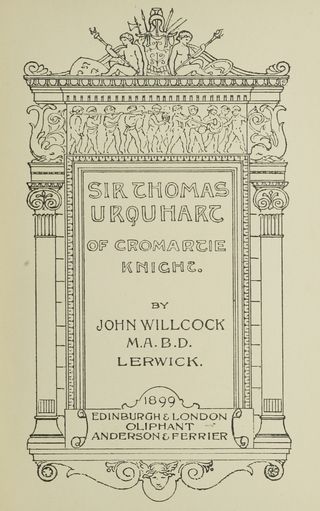 SIR THOMAS
URQUHART
OF CROMARTIE
KNIGHT.
BY
JOHN WILLCOCK
M.A. B.D.
LERWICK.
1899
EDINBURGH & LONDON
OLIPHANT
ANDERSON & FERRIER